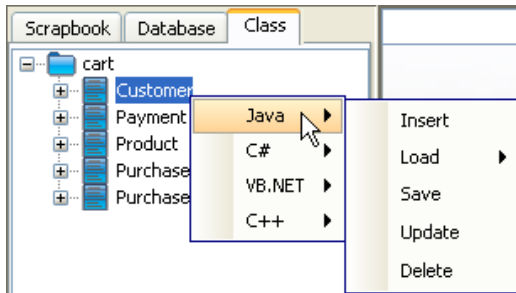 Scrapbook Database Class
cart
Customer
Payment Java Insert
Product C# Load
Purchase VB.NET Save
Purchase C++ Update
Delete